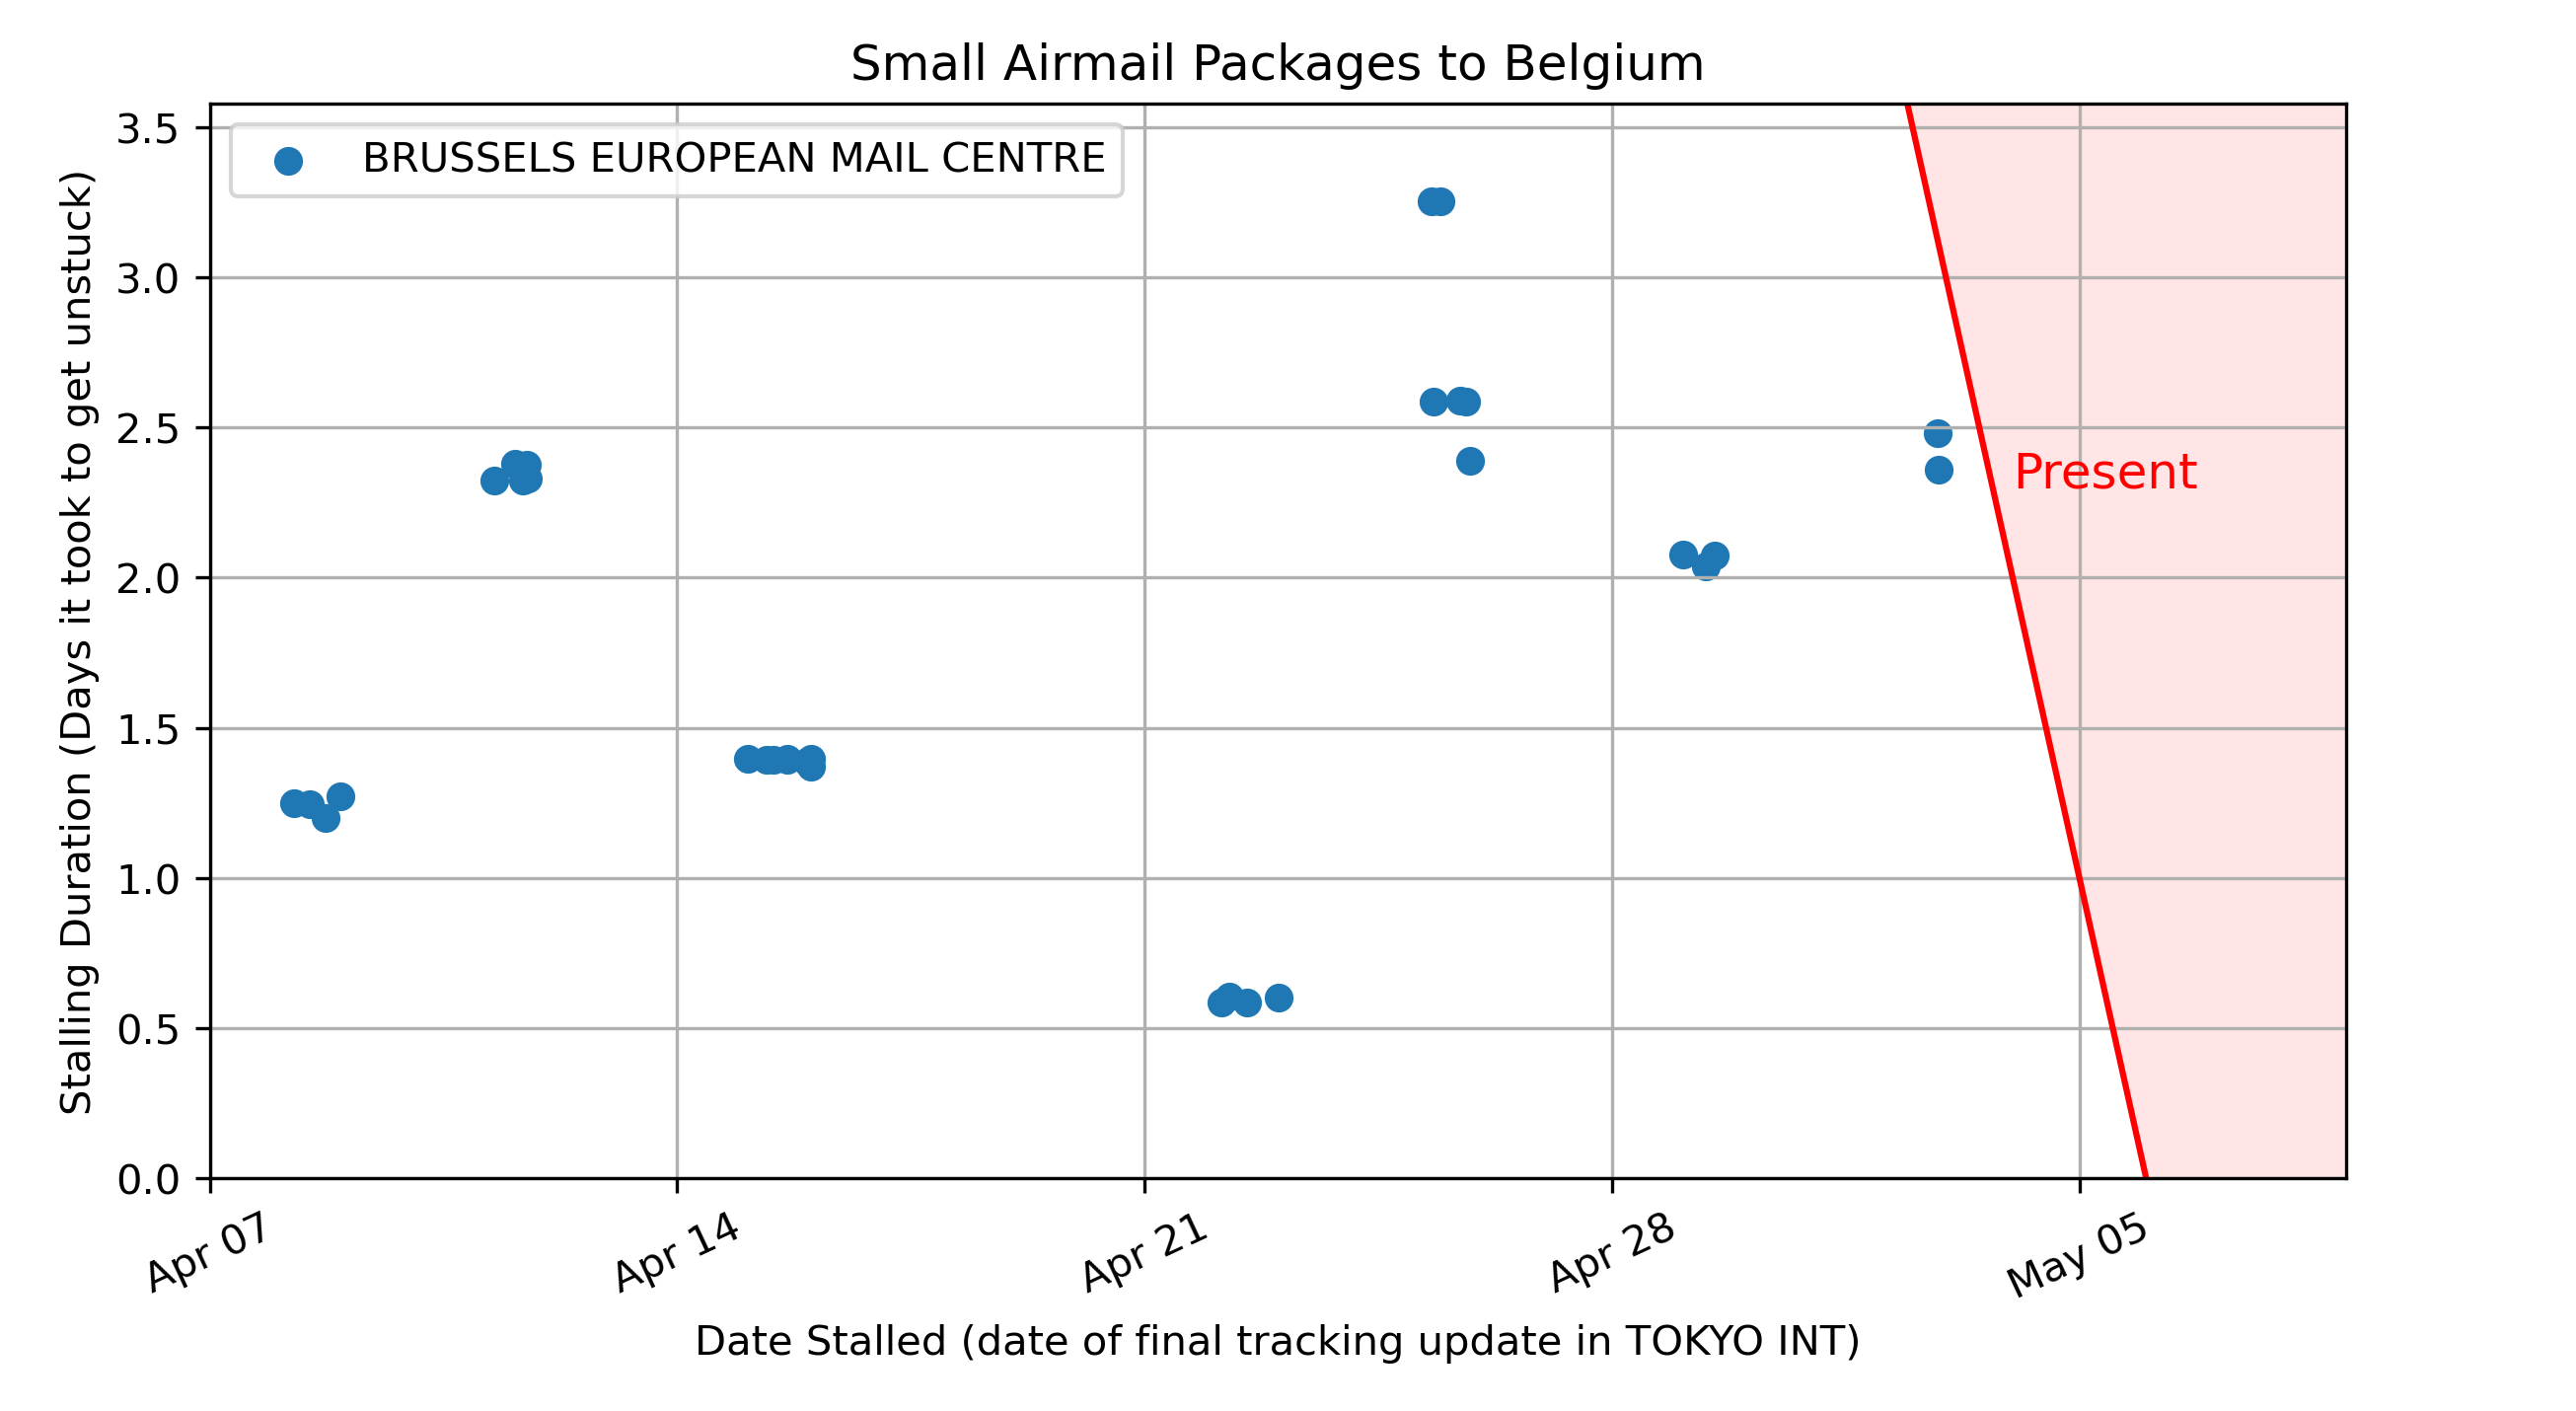 Small Airmail Packages to Belgium
BRUSSELS EUROPEAN MAIL CENTRE
Stalling Duration (Days it took to get unstuck)
3.5
3.0
2.5
2.0
1.5
1.0
0.5
0.0
Present
Apr 07
Apr 14
Apr 21
Apr 28
May 05
Date Stalled (date of final tracking update in TOKYO INT)